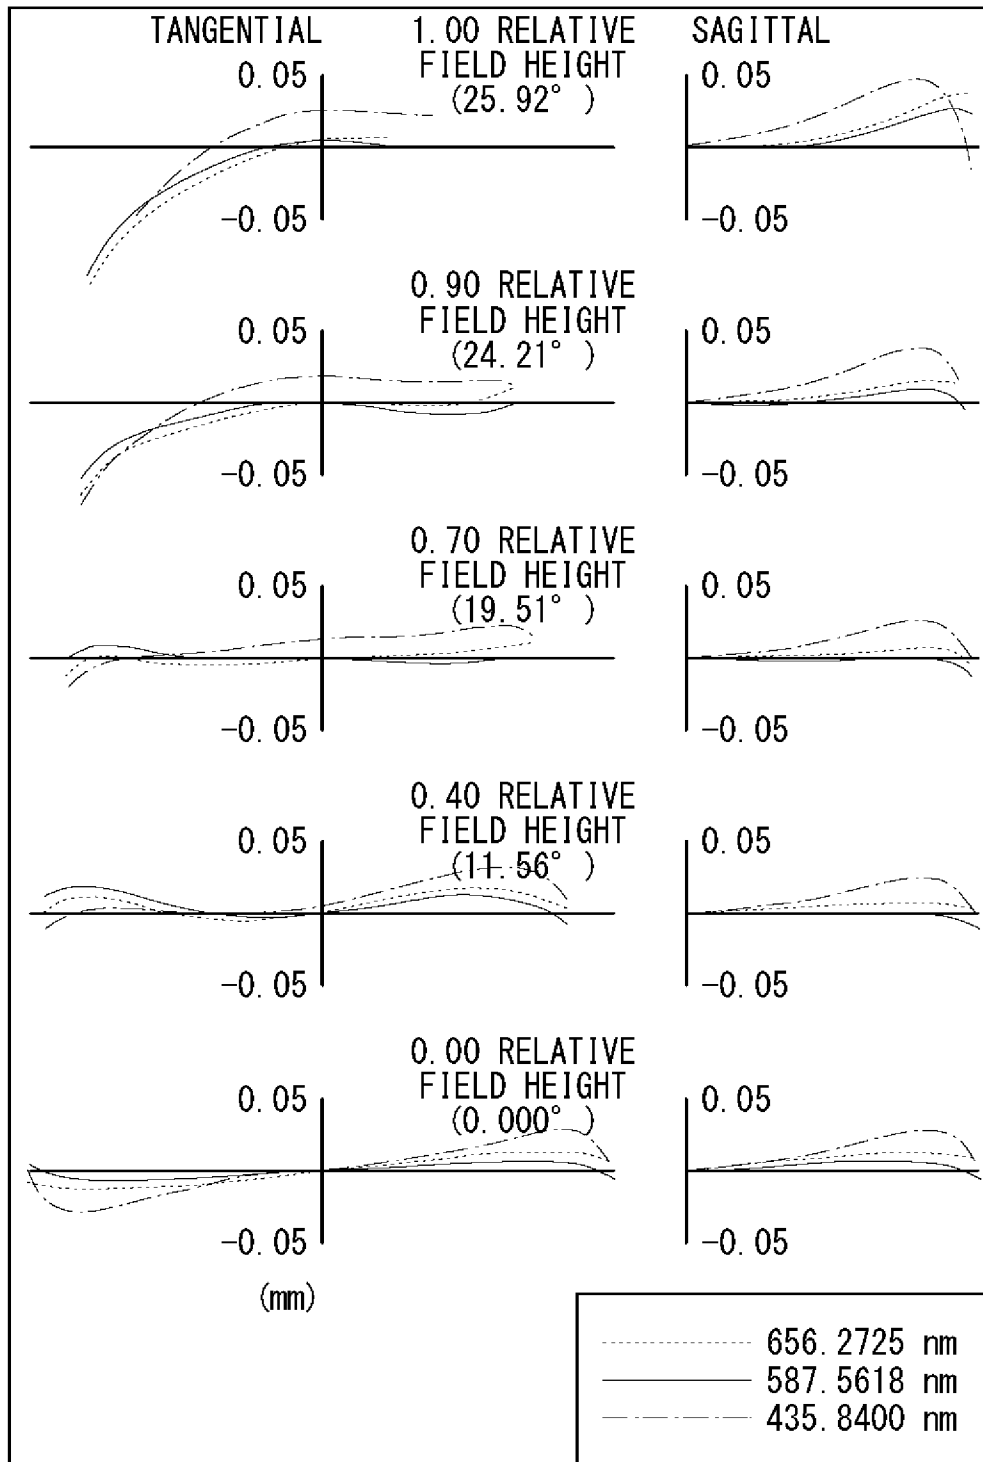 TANGENTIAL 1.00 RELATIVE SAGITTAL
FIELD HEIGHT
0.05 (25.92° ) 0.05
-0.05 -0.05
0.90 RELATIVE
FIELD HEIGHT
0.05 (24.21° ) 0.05
-0.05 -0.05
0.70 RELATIVE
FIELD HEIGHT
0.05 (19.51° ) 0.05
-0.05 -0.05
0.40 RELATIVE
FIELD HEIGHT
0.05 (11.56° ) 0.05
-0.05 -0.05
0.00 RELATIVE
FIELD HEIGHT
0.05 (0.000° ) 0.05
-0.05 -0.05
(mm)
656.2725 nm
587.5618 nm
435.8400 nm